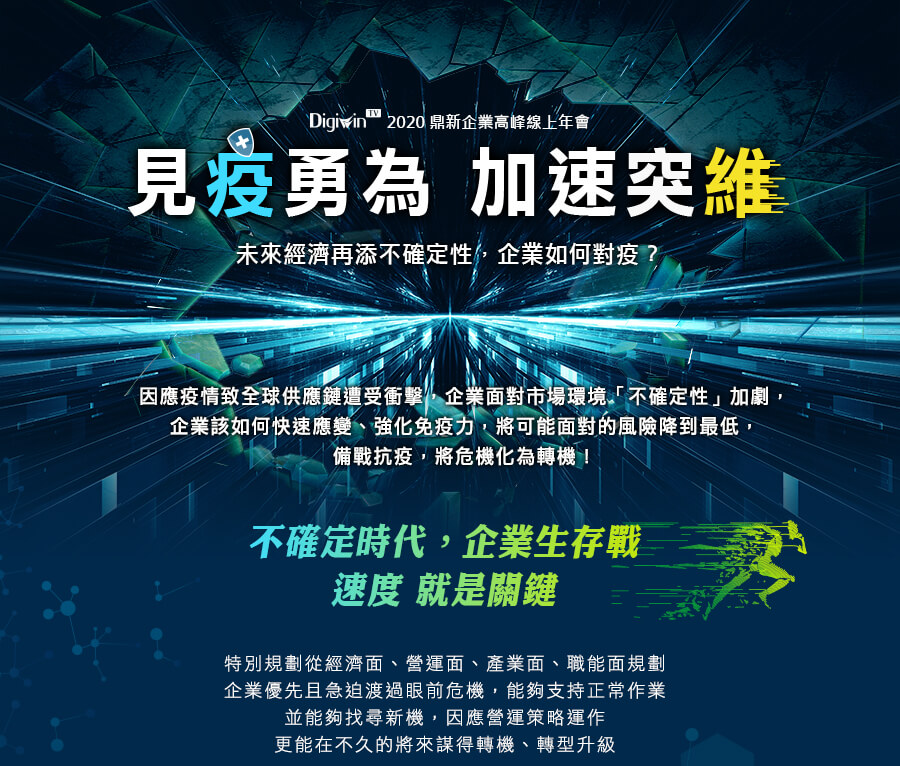 Digiwin TV 2020 鼎新企業高峰線上年會
見疫勇為 加速突維
未來經濟再添不確定性，企業如何對疫？
因應疫情致全球供應鏈遭受衝擊，企業面對市場環境「不確定性」加劇，
企業該如何快速應變、強化免疫力，將可能面對的風險降到最低，
備戰抗疫，將危機化為轉機！
不確定時代，企業生存戰
速度 就是關鍵
特別規劃從經濟面、營運面、產業面、職能面規劃
企業優先且急迫渡過眼前危機，能夠支持正常作業
並能夠找尋新機，因應營運策略運作
更能在不久的將來謀得轉機、轉型升級